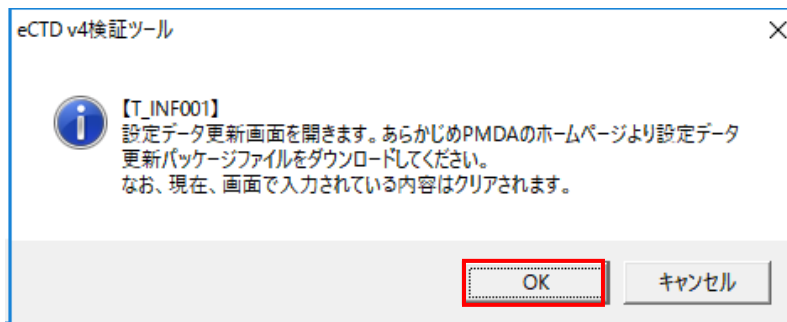 eCTD v4検証ツール
【T_INF001】
設定データ更新画面を開きます。あらかじめPMDAのホームページより設定データ
更新パッケージファイルをダウンロードしてください。
なお、現在、画面で入力されている内容はクリアされます。
OK
キャンセル